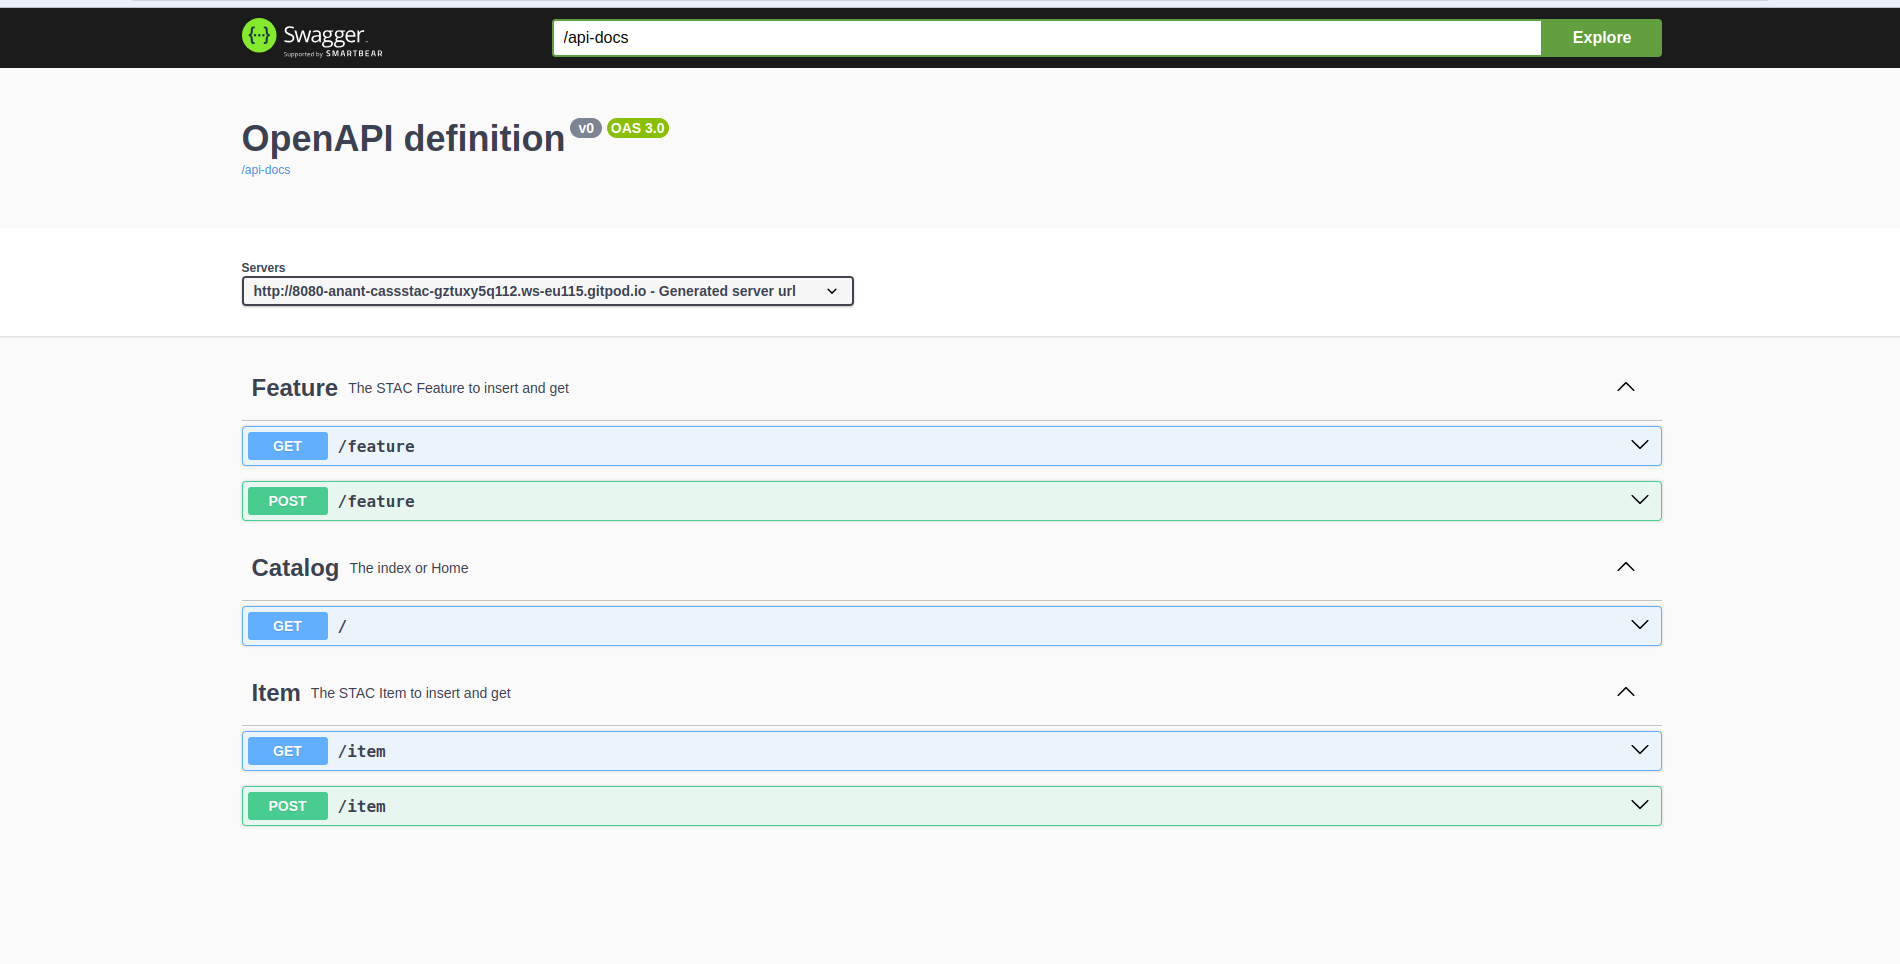 Swagger
Supported by SMARTBEAR
/api-docs
Explore
OpenAPI definition v0 OAS 3.0
/api-docs
Servers
http://8080-anant-cassstac-gztuxy5q112.ws-eu115.gitpod.io - Generated server url
Feature The STAC Feature to insert and get
GET /feature
POST /feature
Catalog The index or Home
GET /
Item The STAC Item to insert and get
GET /item
POST /item